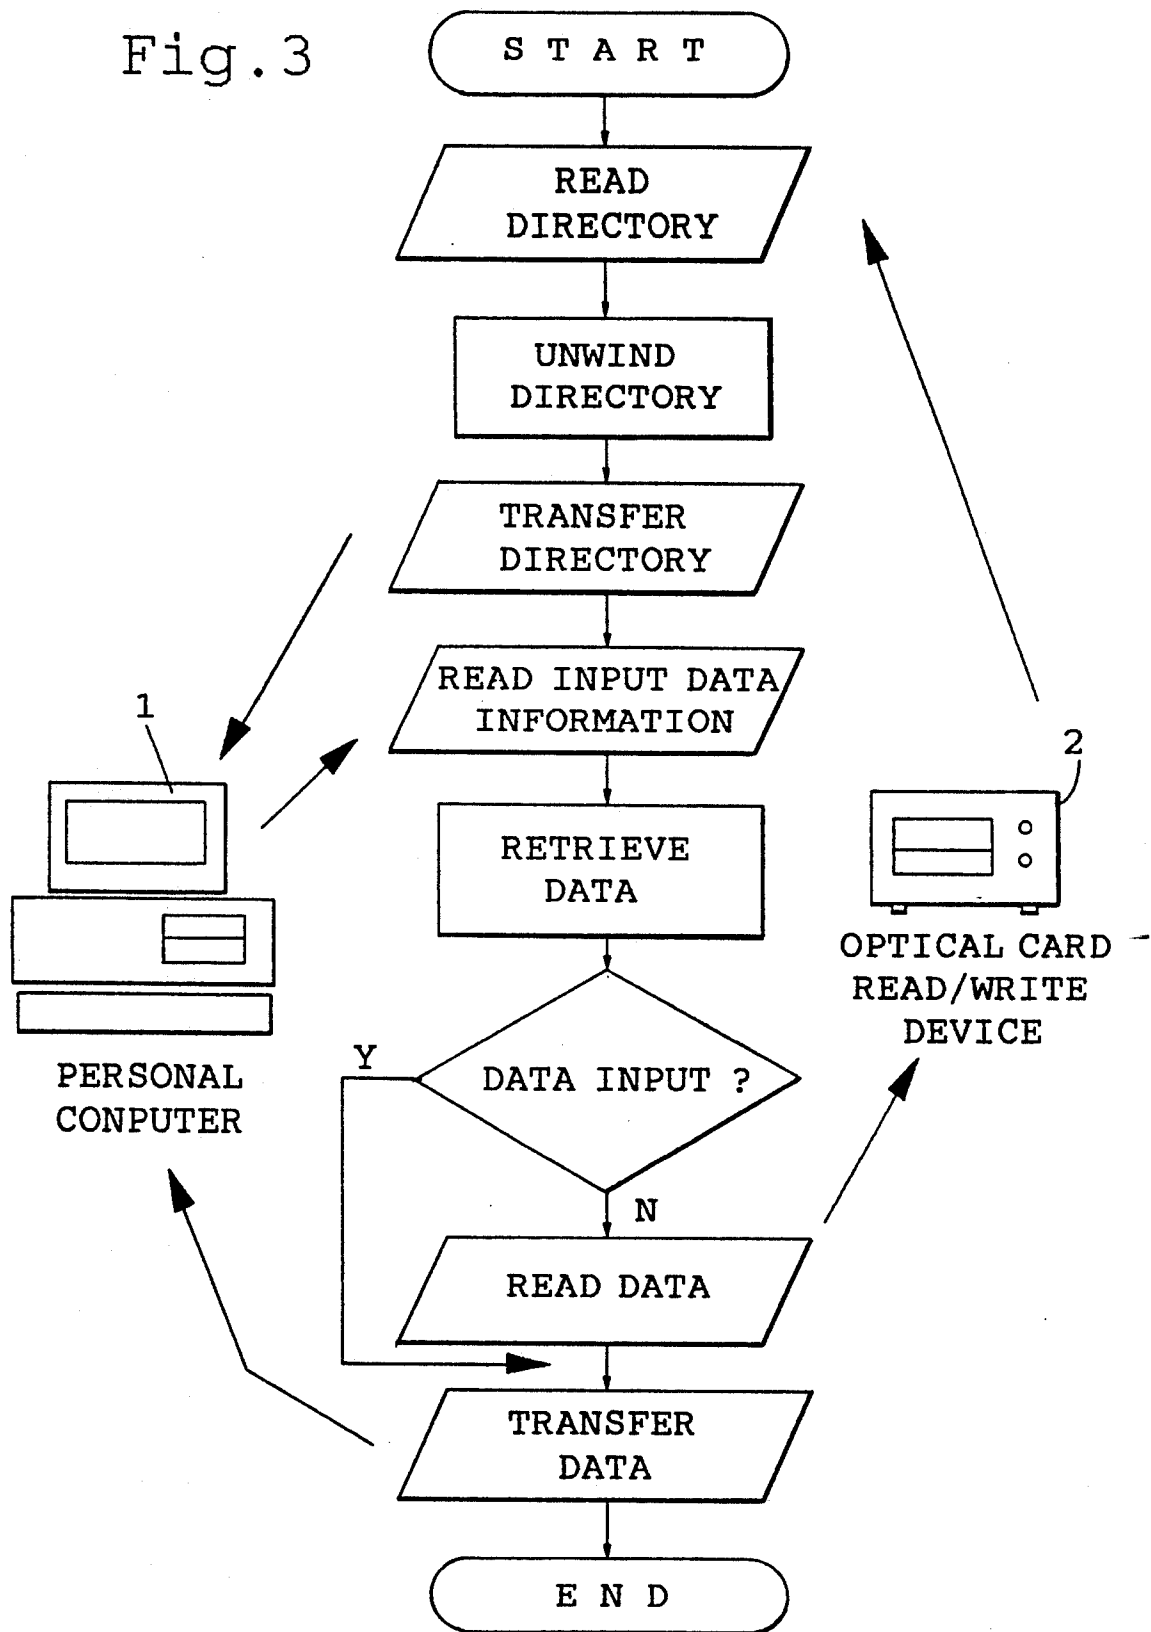 Fig.3
START
READ
DIRECTORY
UNWIND
DIRECTORY
TRANSFER
DIRECTORY
READ INPUT DATA
INFORMATION
1
2
RETRIEVE
DATA
OPTICAL CARD
READ/WRITE
DEVICE
PERSONAL
CONPUTER
Y
DATA INPUT ?
N
READ DATA
TRANSFER
DATA
END